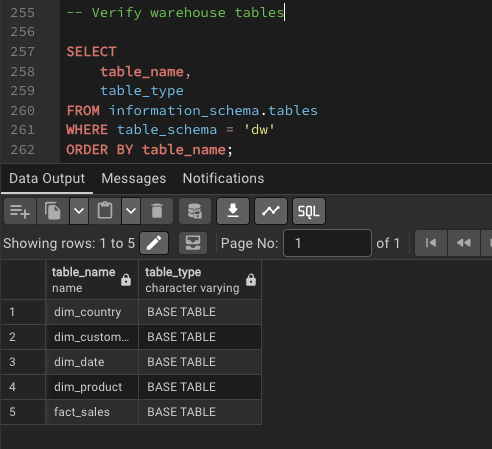 255 -- Verify warehouse tables
256
257 SELECT
258 table_name,
259 table_type
260 FROM information_schema.tables
261 WHERE table_schema = 'dw'
262 ORDER BY table_name;
Data Output Messages Notifications
SQL
Showing rows: 1 to 5 Page No: 1 of 1
table_name table_type
name character varying
1 dim_country BASE TABLE
2 dim_custom... BASE TABLE
3 dim_date BASE TABLE
4 dim_product BASE TABLE
5 fact_sales BASE TABLE